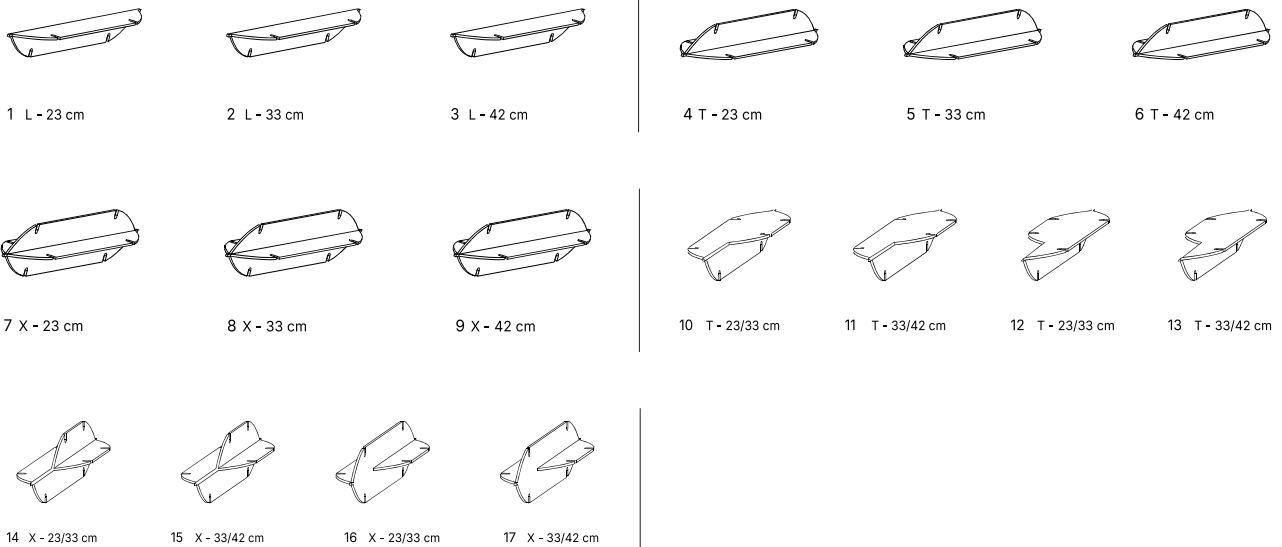 1 L - 23 cm
2 L - 33 cm
3 L - 42 cm
4 T - 23 cm
5 T - 33 cm
6 T - 42 cm
7 X - 23 cm
8 X - 33 cm
9 X - 42 cm
10 T - 23/33 cm
11 T - 33/42 cm
12 T - 23/33 cm
13 T - 33/42 cm
14 X - 23/33 cm
15 X - 33/42 cm
16 X - 23/33 cm
17 X - 33/42 cm